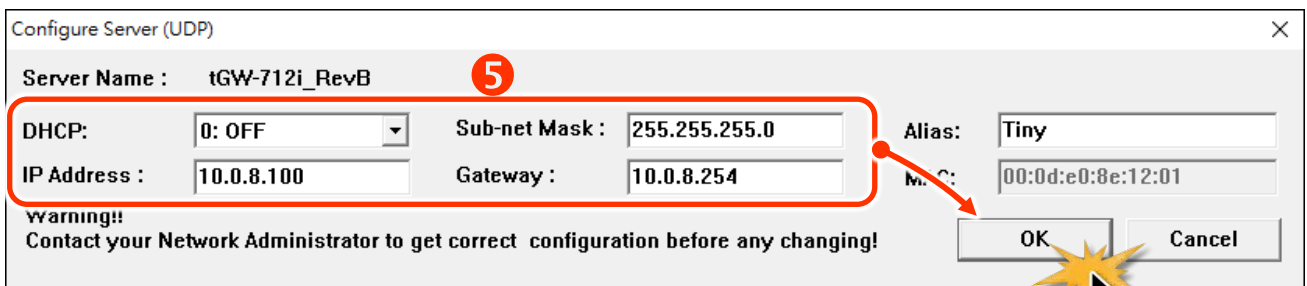 Configure Server (UDP)
Server Name : tGW-712i_RevB 5
DHCP: 0: OFF Sub-net Mask : 255.255.255.0 Alias: Tiny
IP Address : 10.0.8.100 Gateway : 10.0.8.254 00:0d:e0:8e:12:01
Warning!!
Contact your Network Administrator to get correct configuration before any changing!
OK Cancel